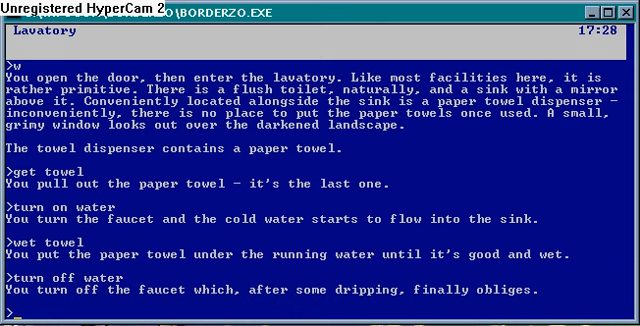 Unregistered HyperCam 2
\BORDERZO.EXE
Lavatory 17:28
>w
You open the door, then enter the lavatory. Like most facilities here, it is
rather primitive. There is a flush toilet, naturally, and a sink with a mirror
above it. Conveniently located alongside the sink is a paper towel dispenser -
inconveniently, there is no place to put the paper towels once used. A small,
grimy window looks out over the darkened landscape.
The towel dispenser contains a paper towel.
>get towel
You pull out the paper towel - it's the last one.
>turn on water
You turn the faucet and the cold water starts to flow into the sink.
>wet towel
You put the paper towel under the running water until it's good and wet.
>turn off water
You turn off the faucet which, after some dripping, finally obliges.
>_